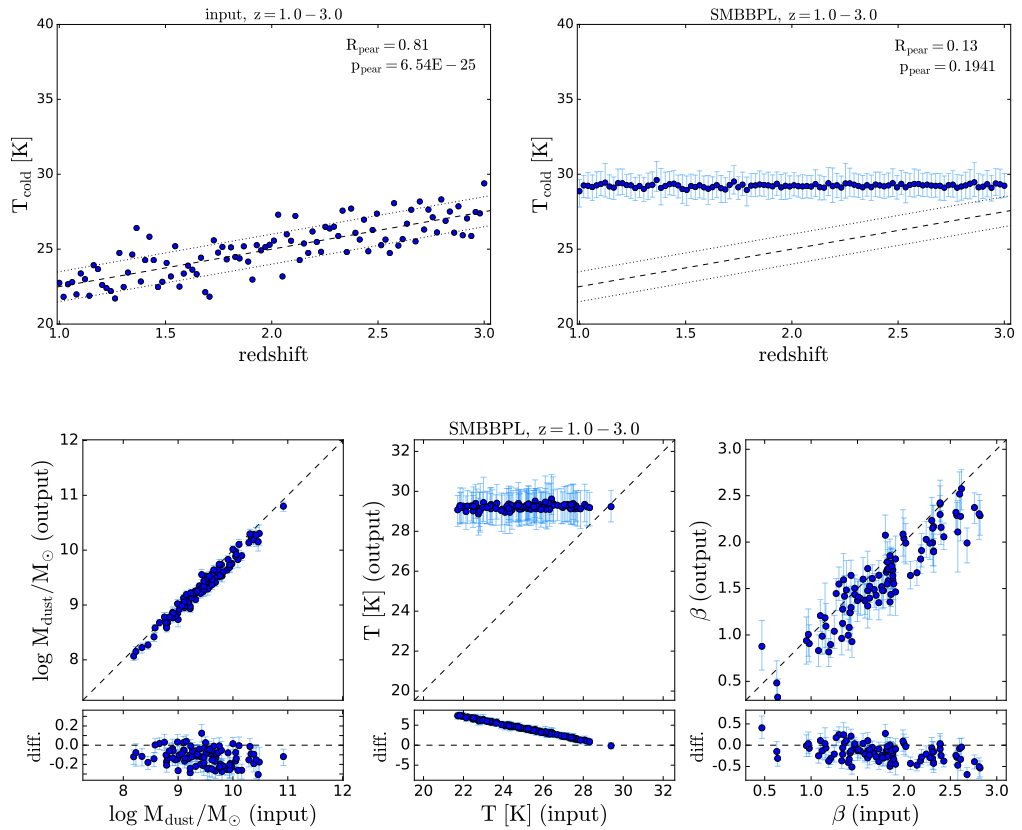 input, z = 1.0 − 3.0
R_pear = 0.81
p_pear = 6.54E − 25
T_cold [K]
40
35
30
25
20
1.0 1.5 2.0 2.5 3.0
redshift
SMBBPL, z = 1.0 − 3.0
R_pear = 0.13
p_pear = 0.1941
T_cold [K]
40
35
30
25
20
1.0 1.5 2.0 2.5 3.0
redshift
log M_dust/M_⊙ (output)
12
11
10
9
8
diff.
0.2
0.0
-0.2
7 8 9 10 11 12
log M_dust/M_⊙ (input)
SMBBPL, z = 1.0 − 3.0
T [K] (output)
32
30
28
26
24
22
20
diff.
5
0
-5
20 22 24 26 28 30 32
T [K] (input)
β (output)
3.0
2.5
2.0
1.5
1.0
0.5
diff.
0.5
0.0
-0.5
0.5 1.0 1.5 2.0 2.5 3.0
β (input)